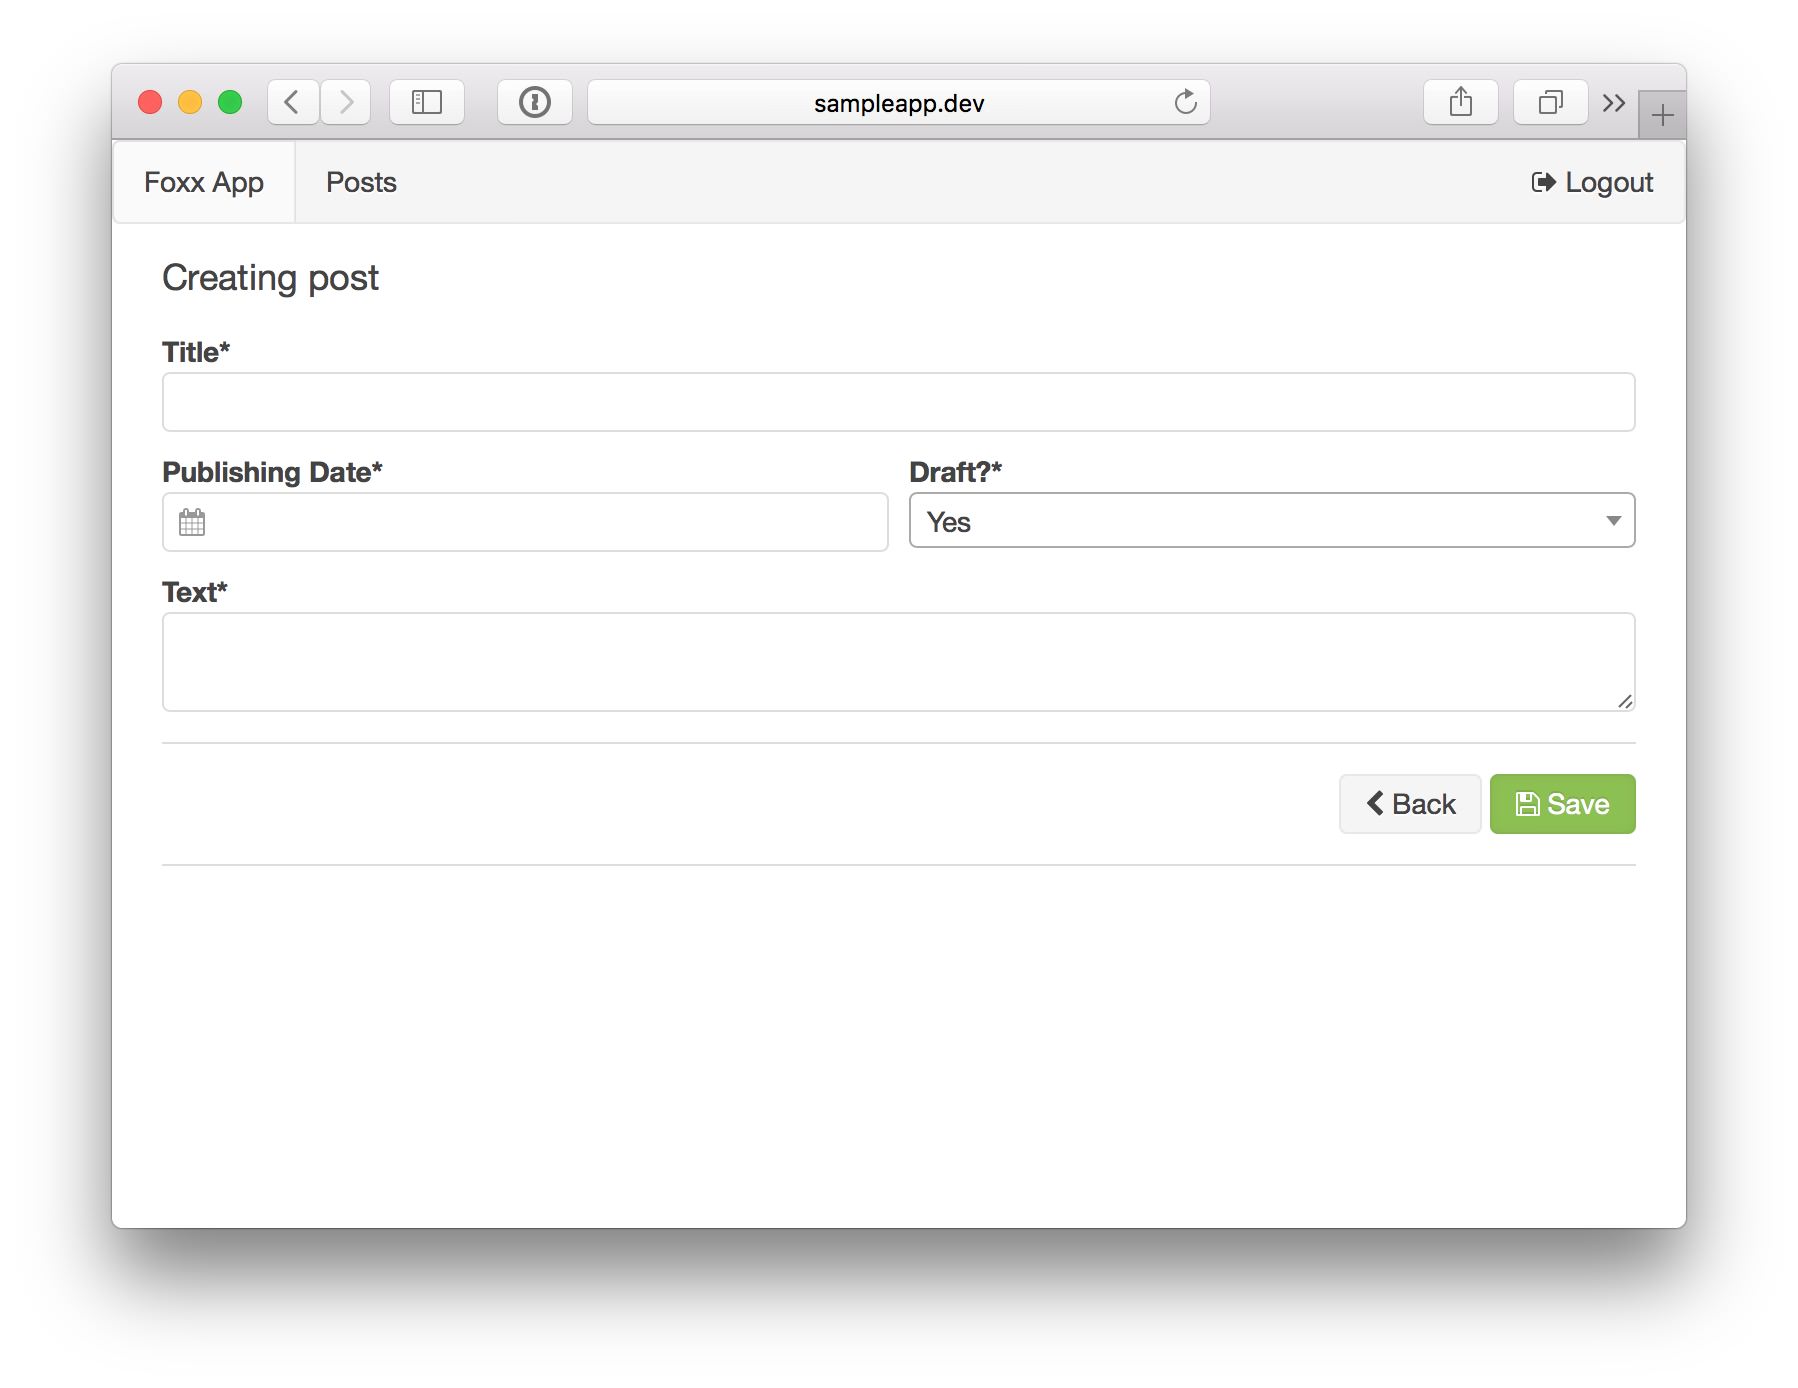 sampleapp.dev
Foxx App Posts Logout
Creating post
Title*
Publishing Date* Draft?*
Yes
Text*
Back Save